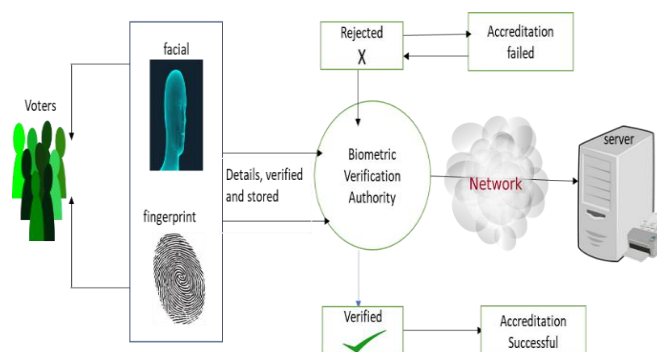 facial
Voters
fingerprint
Details, verified
and stored
Rejected
X
Accreditation
failed
Biometric
Verification
Authority
Network
server
Verified
Accreditation
Successful